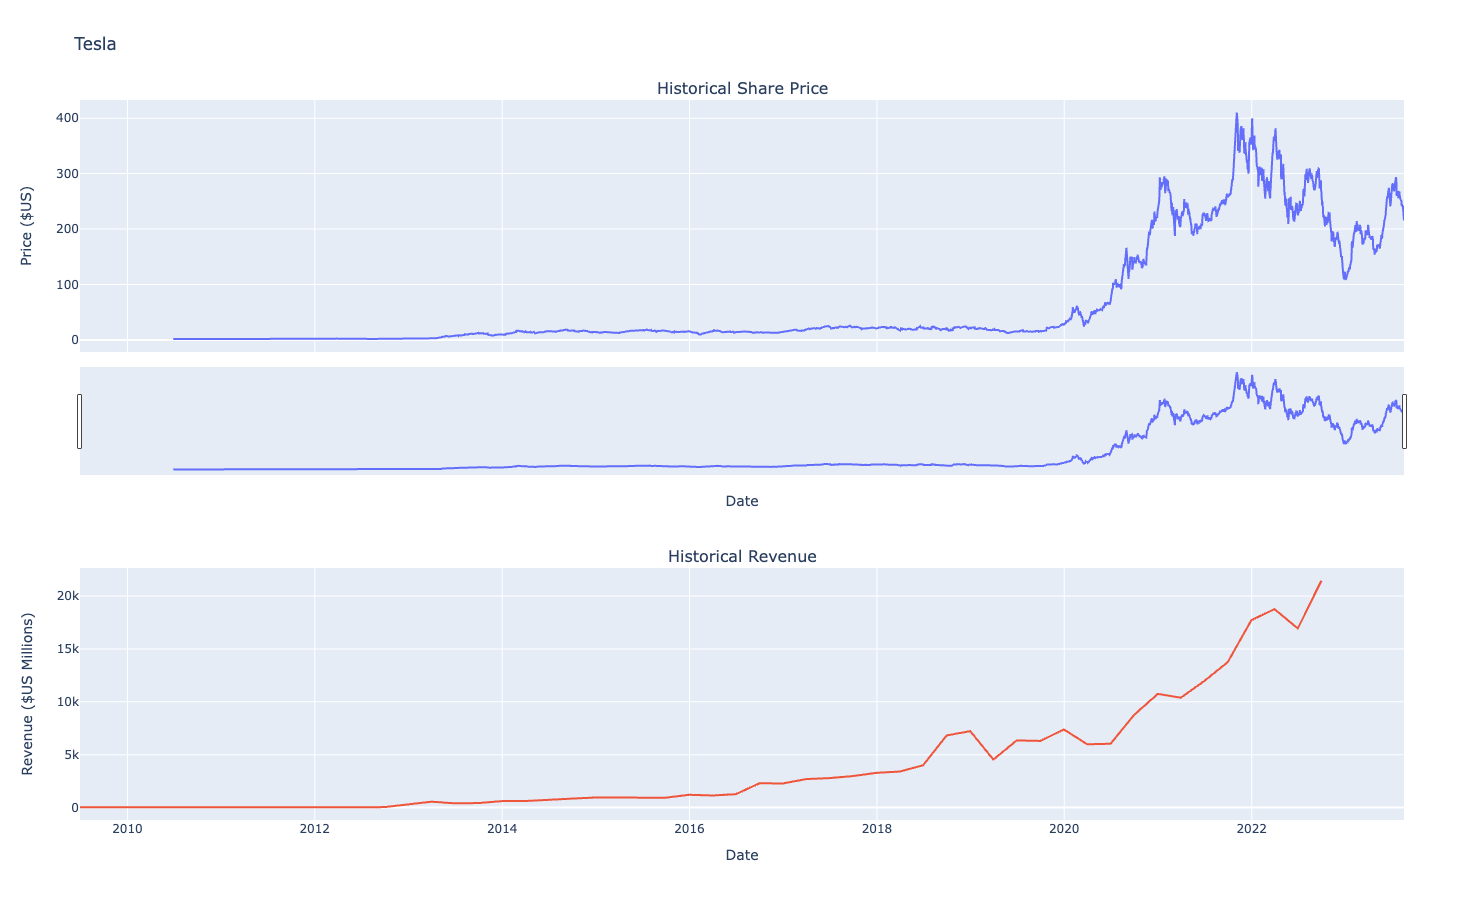 Tesla
Historical Share Price
Price ($US)
400
300
200
100
0
Date
Historical Revenue
Revenue ($US Millions)
20k
15k
10k
5k
0
2010 2012 2014 2016 2018 2020 2022
Date